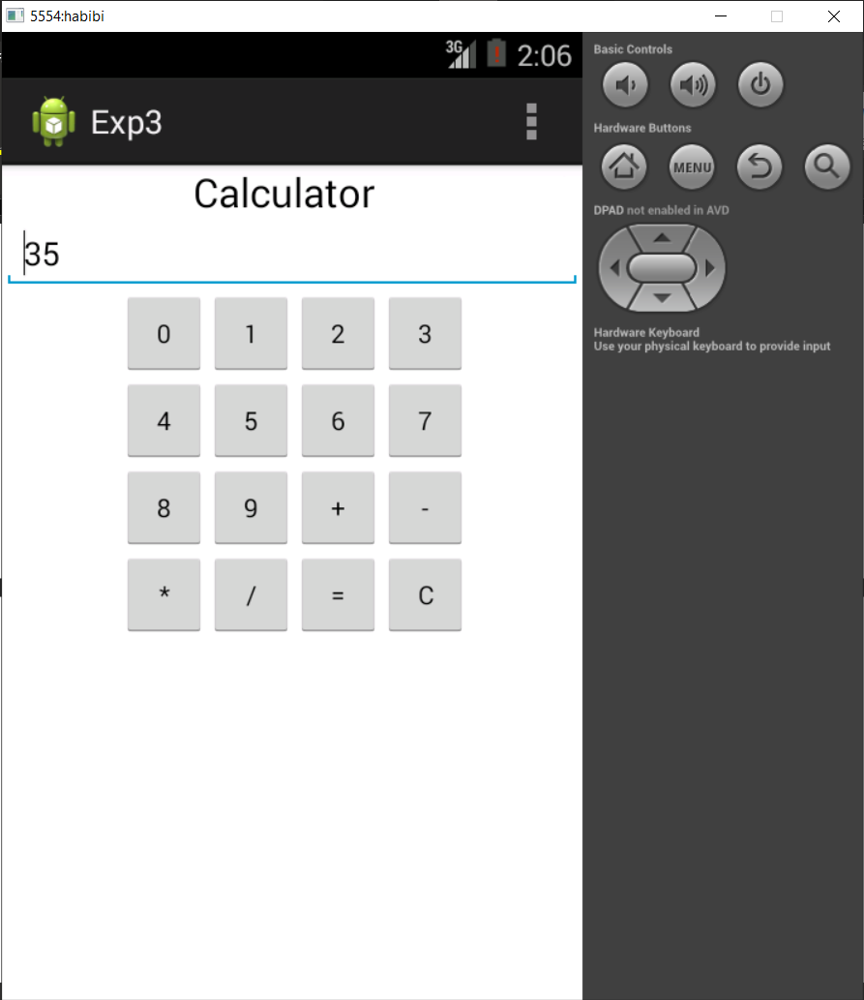 5554:habibi
3G 2:06
Exp3
Calculator
35
0 1 2 3
4 5 6 7
8 9 + -
* / = C
Basic Controls
Hardware Buttons
MENU
DPAD not enabled in AVD
Hardware Keyboard
Use your physical keyboard to provide input